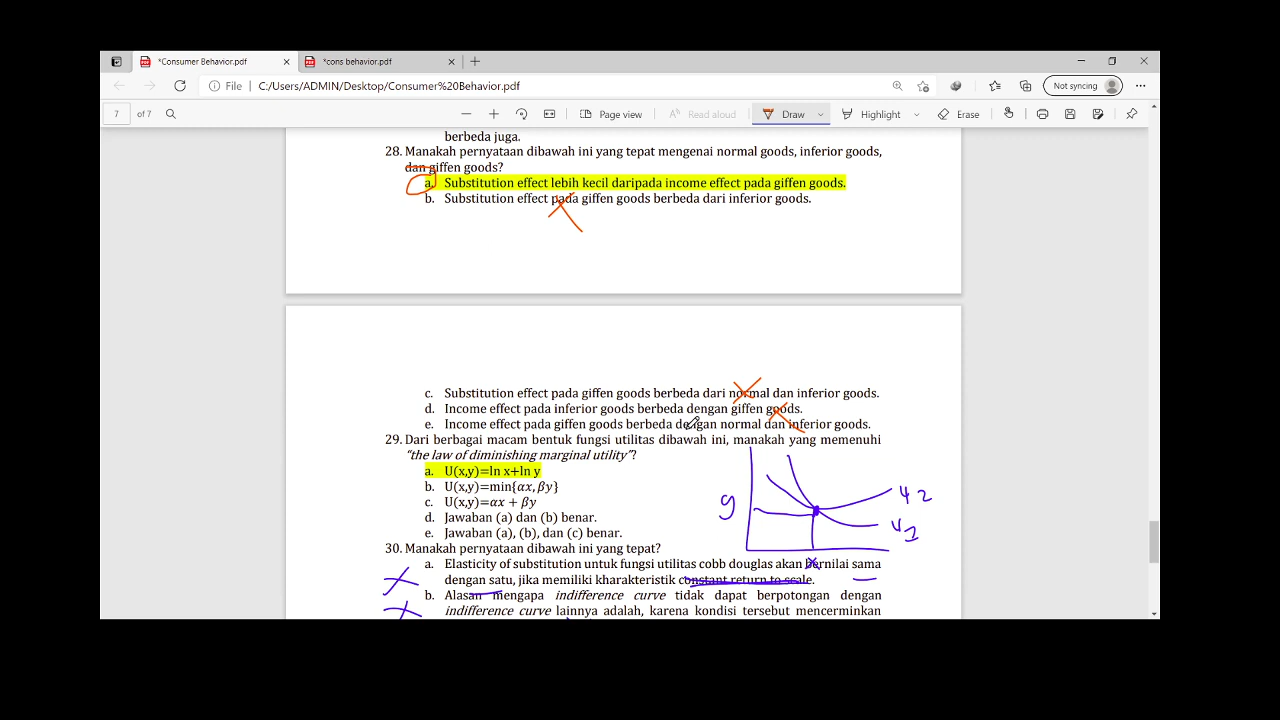 *Consumer Behavior.pdf
*cons behavior.pdf
File | C:/Users/ADMIN/Desktop/Consumer%20Behavior.pdf
Not syncing
7 of 7
Page view
Read aloud
Draw
Highlight
Erase
berbeda juga.
28. Manakah pernyataan dibawah ini yang tepat mengenai normal goods, inferior goods,
dan giffen goods?
a. Substitution effect lebih kecil daripada income effect pada giffen goods.
b. Substitution effect pada giffen goods berbeda dari inferior goods.
c. Substitution effect pada giffen goods berbeda dari normal dan inferior goods.
d. Income effect pada inferior goods berbeda dengan giffen goods.
e. Income effect pada giffen goods berbeda dengan normal dan inferior goods.
29. Dari berbagai macam bentuk fungsi utilitas dibawah ini, manakah yang memenuhi
“the law of diminishing marginal utility”?
a. U(x,y)=ln x+ln y
b. U(x,y)=min{αx, βy}
c. U(x,y)=αx + βy
d. Jawaban (a) dan (b) benar.
e. Jawaban (a), (b), dan (c) benar.
y
x
30. Manakah pernyataan dibawah ini yang tepat?
a. Elasticity of substitution untuk fungsi utilitas cobb douglas akan bernilai sama
dengan satu, jika memiliki kharakteristik constant return to scale.
b. Alasan mengapa indifference curve tidak dapat berpotongan dengan
indifference curve lainnya adalah, karena kondisi tersebut mencerminkan